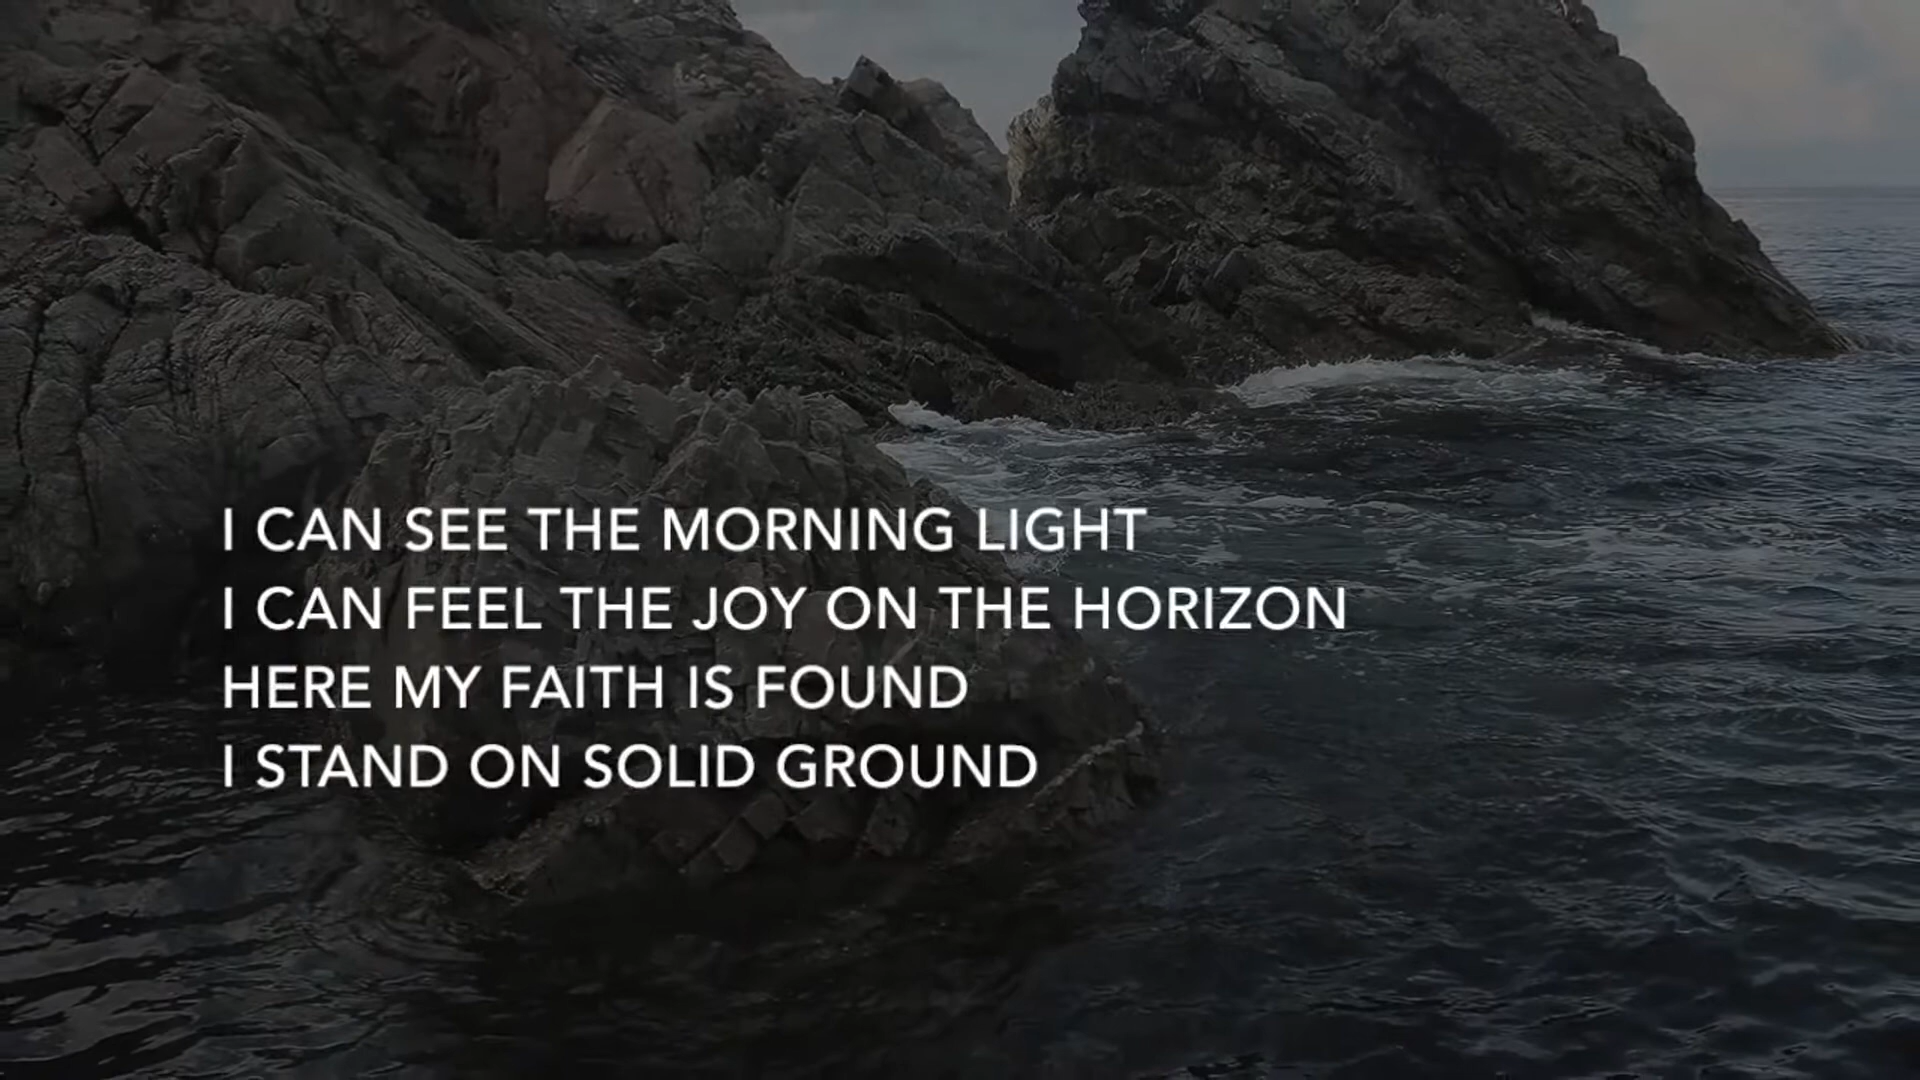 I CAN SEE THE MORNING LIGHT
I CAN FEEL THE JOY ON THE HORIZON
HERE MY FAITH IS FOUND
I STAND ON SOLID GROUND